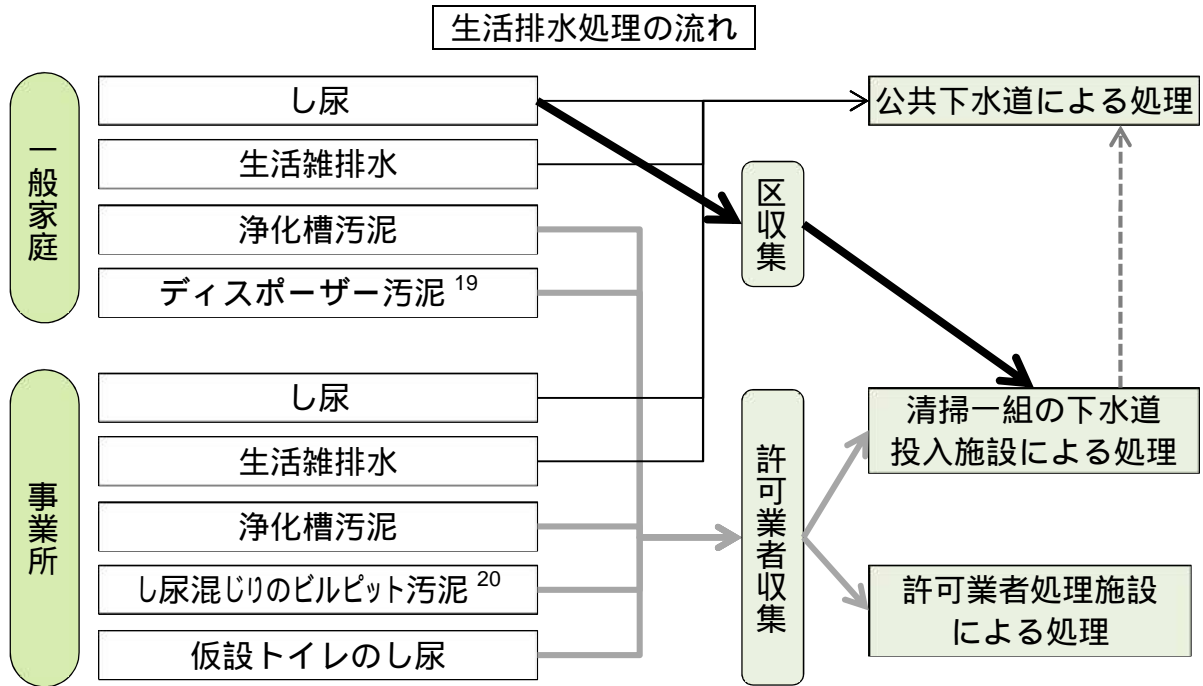 生活排水処理の流れ
一般家庭
し尿
生活雑排水
浄化槽汚泥
ディスポーザー汚泥 19
事業所
し尿
生活雑排水
浄化槽汚泥
し尿混じりのビルピット汚泥 20
仮設トイレのし尿
区収集
許可業者収集
公共下水道による処理
清掃一組の下水道
投入施設による処理
許可業者処理施設
による処理